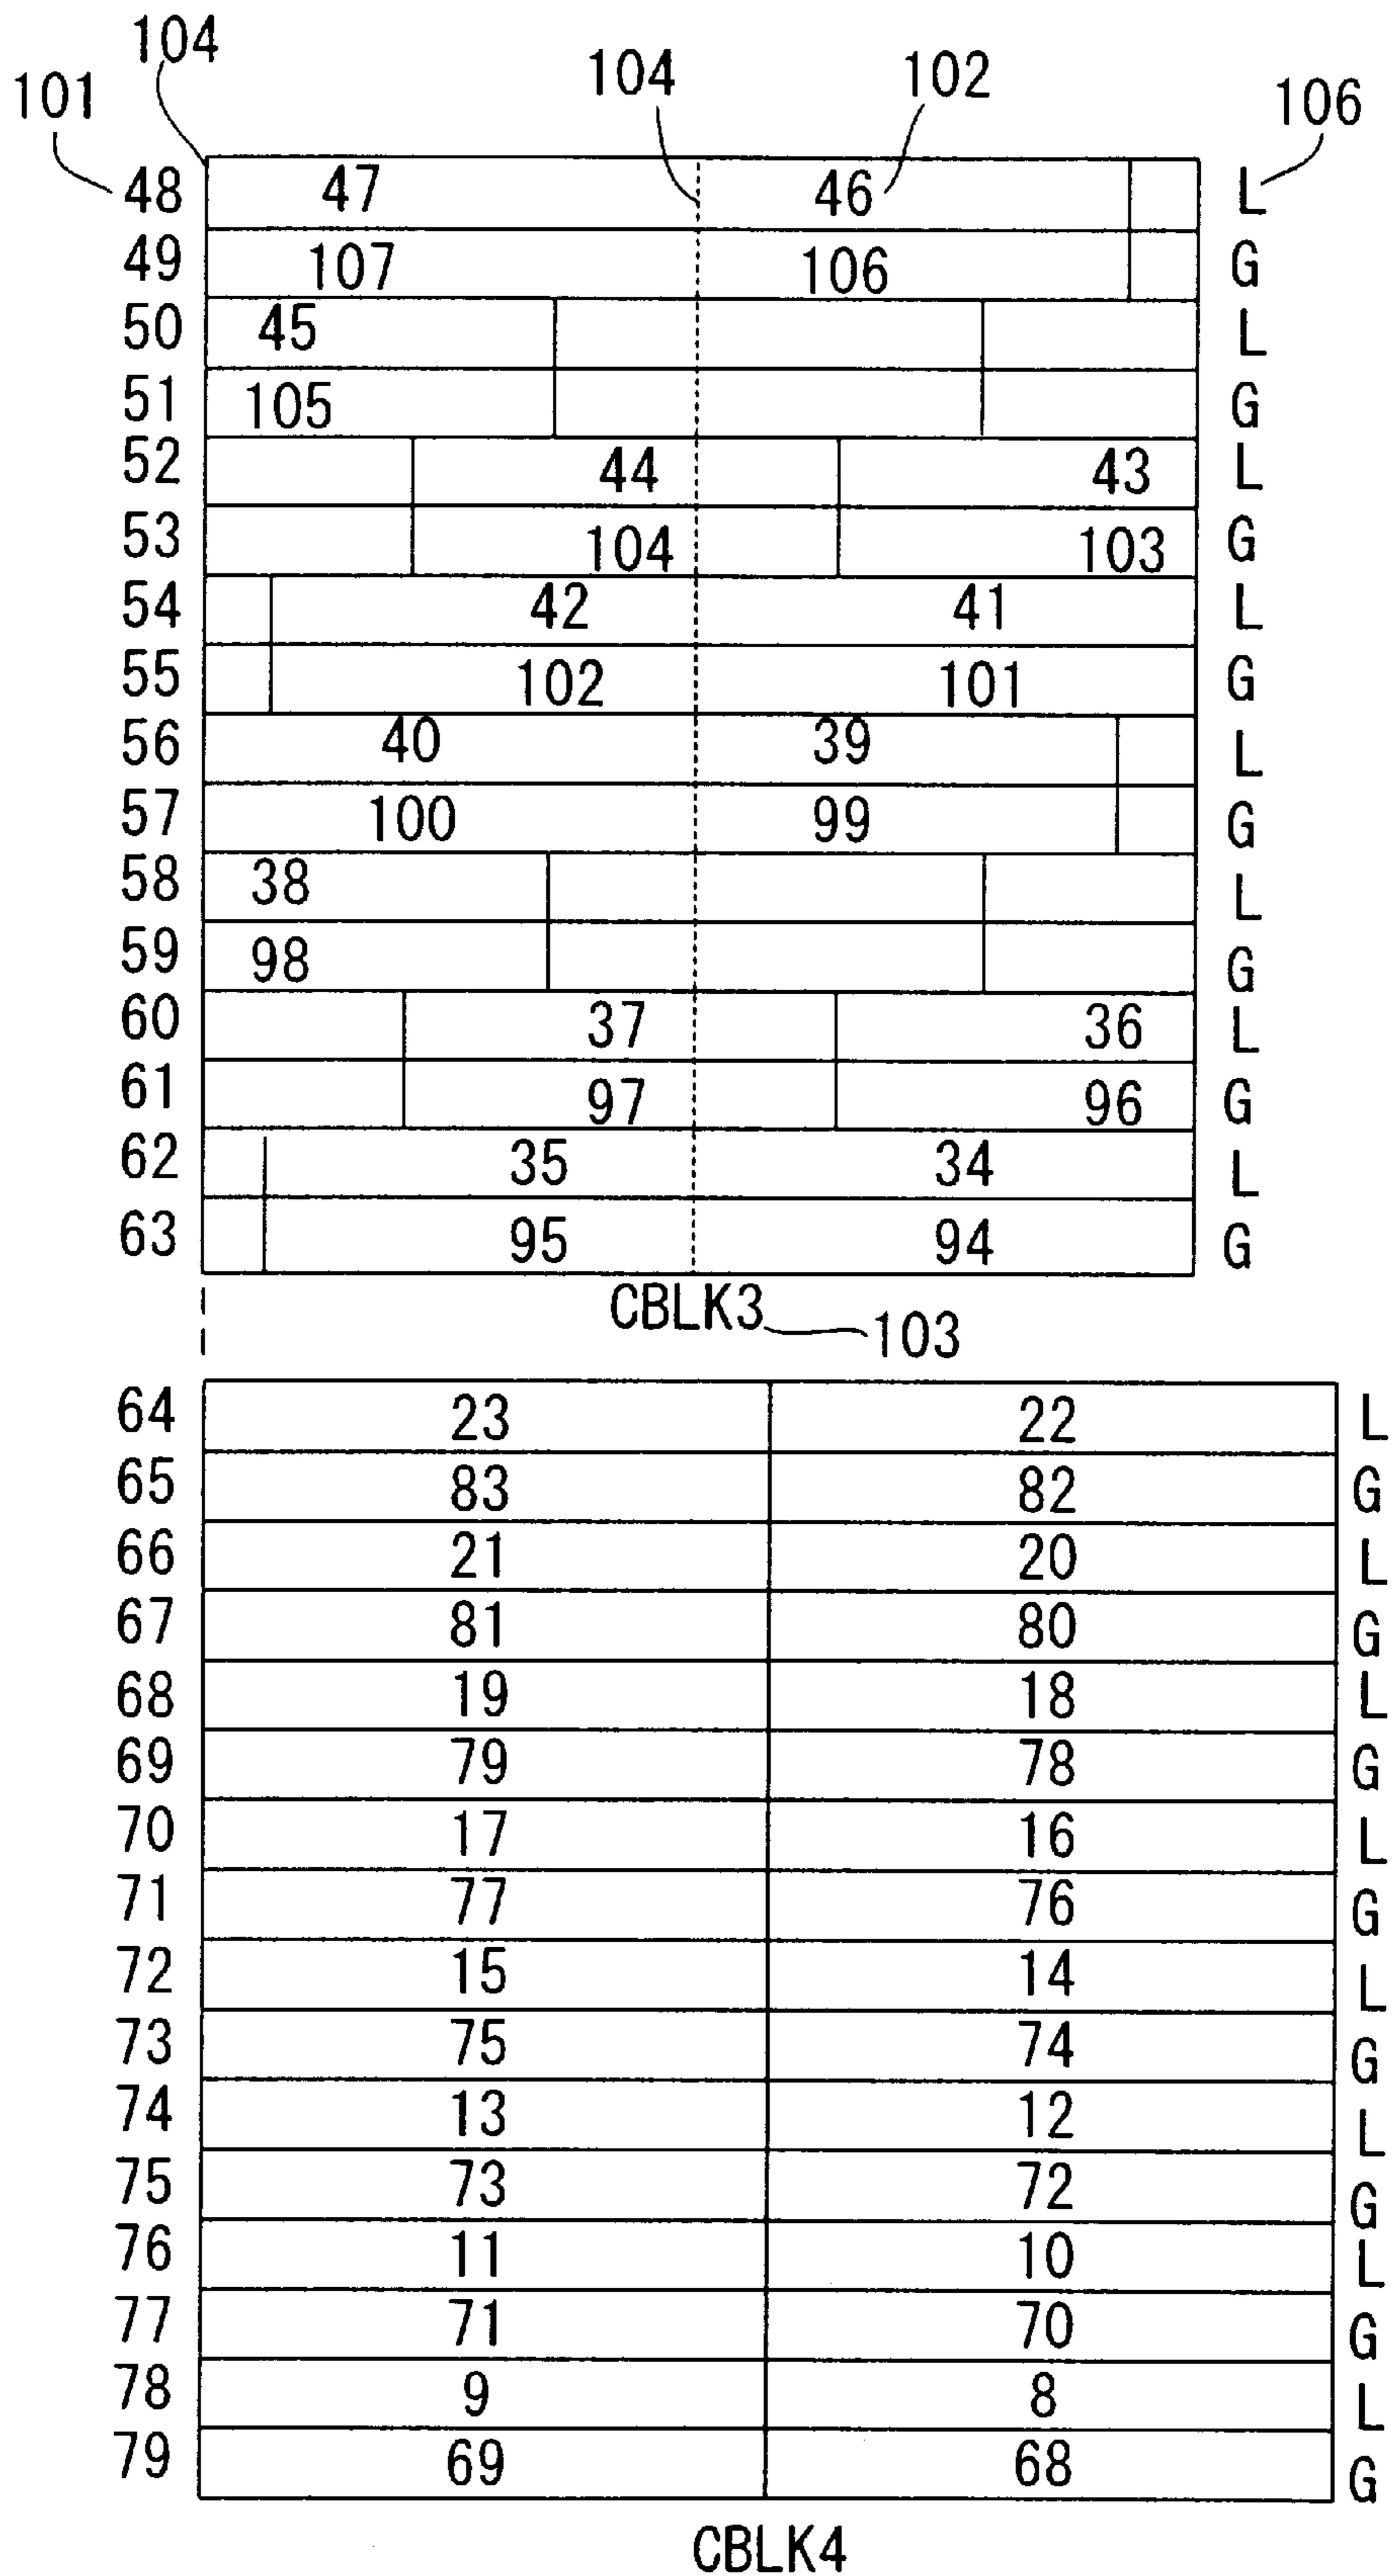 104
101 104 102 106
48 47 46 L
49 107 106 G
50 45 L
51 105 G
52 44 43 L
53 104 103 G
54 42 41 L
55 102 101 G
56 40 39 L
57 100 99 G
58 38 L
59 98 G
60 37 36 L
61 97 96 G
62 35 34 L
63 95 94 G
CBLK3 103
64 23 22 L
65 83 82 G
66 21 20 L
67 81 80 G
68 19 18 L
69 79 78 G
70 17 16 L
71 77 76 G
72 15 14 L
73 75 74 G
74 13 12 L
75 73 72 G
76 11 10 L
77 71 70 G
78 9 8 L
79 69 68 G
CBLK4